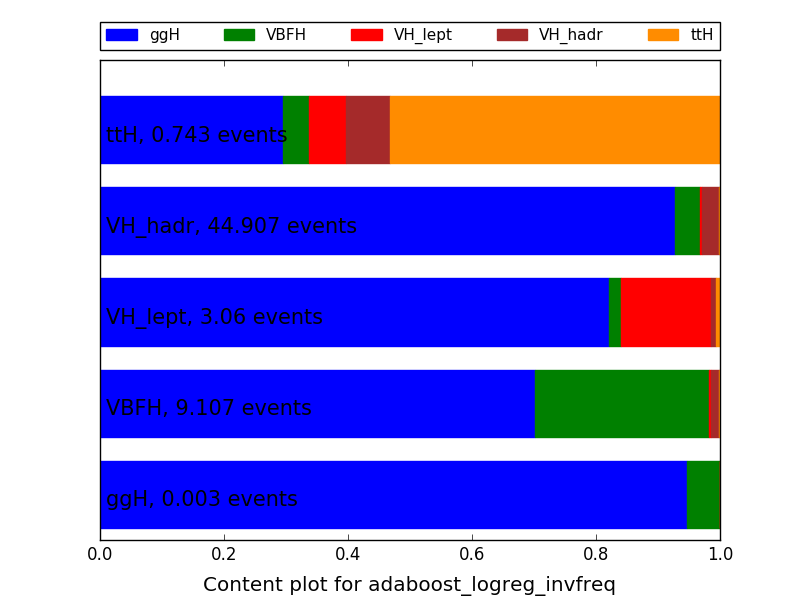 ggH VBFH VH_lept VH_hadr ttH
ttH, 0.743 events
VH_hadr, 44.907 events
VH_lept, 3.06 events
VBFH, 9.107 events
ggH, 0.003 events
0.0 0.2 0.4 0.6 0.8 1.0
Content plot for adaboost_logreg_invfreq